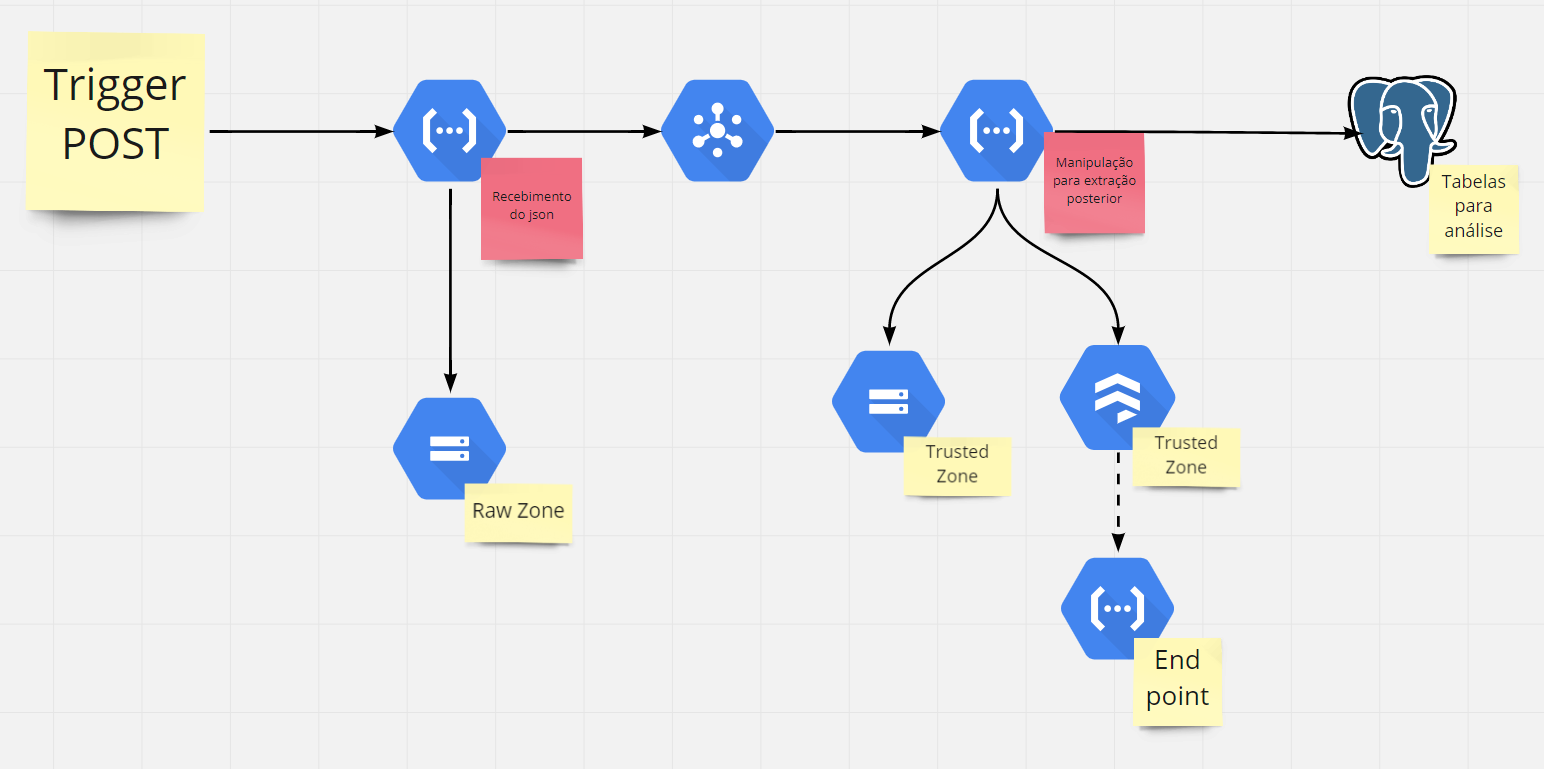 Trigger
POST
Recebimento
do json
Manipulação
para extração
posterior
Tabelas
para
análise
Trusted
Zone
Trusted
Zone
Raw Zone
End
point